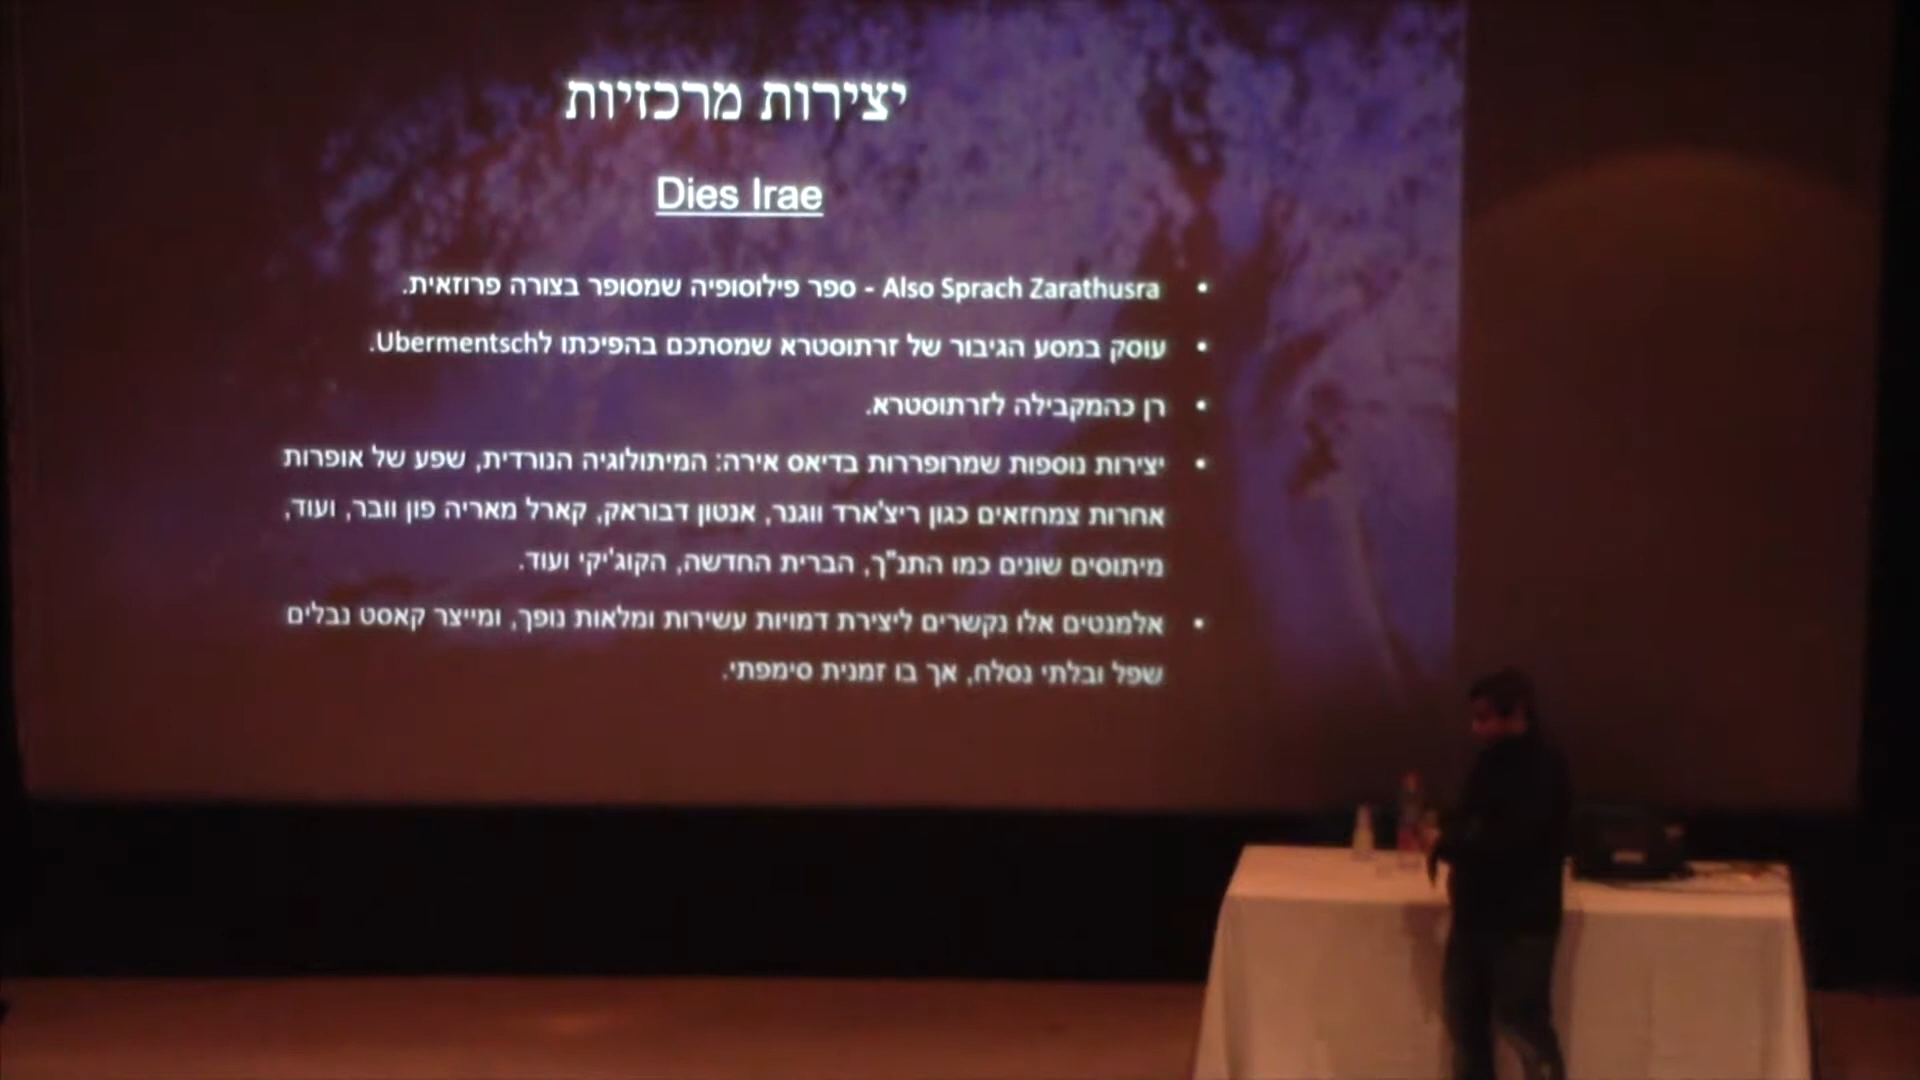 יצירות מרכזיות
Dies Irae
• Also Sprach Zarathusra - ספר פילוסופיה שמסופר בצורה פרוזאית.
• עוסק במסע הגיבור של זרתוסטרא שמסתכם בהפיכתו לUbermentsch.
• רן כהמקבילה לזרתוסטרא.
• יצירות נוספות שמרופררות בדיאס אירה: המיתולוגיה הנורדית, שפע של אופרות
אחרות צמחזאים כגון ריצ'ארד ווגנר, אנטון דבוראק, קארל מאריה פון וובר, ועוד,
מיתוסים שונים כמו התנ"ך, הברית החדשה, הקוג'יקי ועוד.
• אלמנטים אלו נקשרים ליצירת דמויות עשירות ומלאות נופך, ומייצר קאסט נבלים
שפל ובלתי נסלח, אך בו זמנית סימפתי.